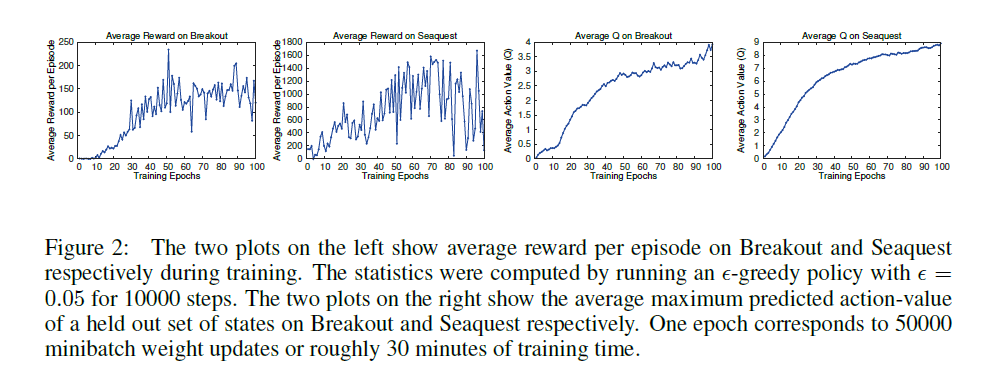 Average Reward on Breakout
Average Reward per Episode
250
200
150
100
50
0
0 10 20 30 40 50 60 70 80 90 100
Training Epochs
Average Reward on Seaquest
Average Reward per Episode
1800
1600
1400
1200
1000
800
600
400
200
0
0 10 20 30 40 50 60 70 80 90 100
Training Epochs
Average Q on Breakout
Average Action Value (Q)
4
3.5
3
2.5
2
1.5
1
0.5
0
0 10 20 30 40 50 60 70 80 90 100
Training Epochs
Average Q on Seaquest
Average Action Value (Q)
9
8
7
6
5
4
3
2
1
0
0 10 20 30 40 50 60 70 80 90 100
Training Epochs
Figure 2: The two plots on the left show average reward per episode on Breakout and Seaquest
respectively during training. The statistics were computed by running an ϵ-greedy policy with ϵ =
0.05 for 10000 steps. The two plots on the right show the average maximum predicted action-value
of a held out set of states on Breakout and Seaquest respectively. One epoch corresponds to 50000
minibatch weight updates or roughly 30 minutes of training time.